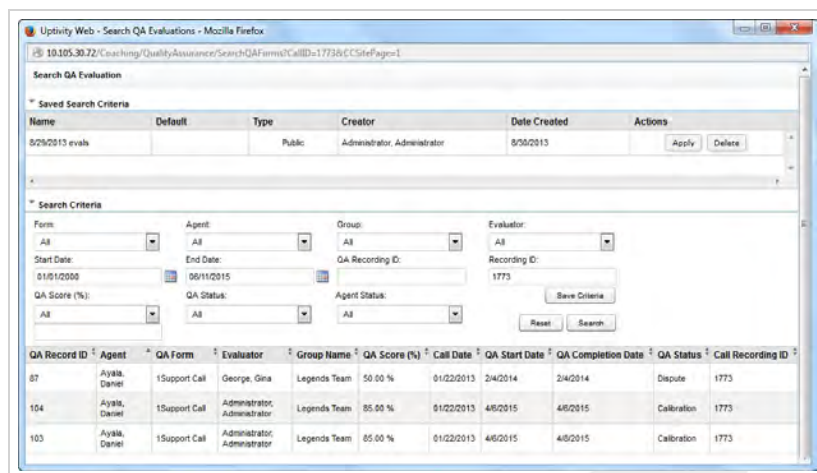 Uptivity Web - Search QA Evaluations - Mozilla Firefox
10.105.30.72/Coaching/QualityAssurance/SearchQAForms?CallID=1773&CCSitePage=1
Search QA Evaluation
Saved Search Criteria
Name Default Type Creator Date Created Actions
8/29/2013 evals Public Administrator, Administrator 8/30/2013 Apply Delete
Search Criteria
Form: Agent: Group: Evaluator:
All All All All
Start Date: End Date: QA Recording ID: Recording ID:
01/01/2000 06/11/2015 1773
QA Score (%): QA Status: Agent Status: Save Criteria
All All All Reset Search
QA Record ID Agent QA Form Evaluator Group Name QA Score (%) Call Date QA Start Date QA Completion Date QA Status Call Recording ID
87 Ayala, Daniel 1Support Call George, Gina Legends Team 50.00 % 01/22/2013 2/4/2014 2/4/2014 Dispute 1773
104 Ayala, Daniel 1Support Call Administrator, Administrator Legends Team 85.00 % 01/22/2013 4/6/2015 4/6/2015 Calibration 1773
103 Ayala, Daniel 1Support Call Administrator, Administrator Legends Team 85.00 % 01/22/2013 4/6/2015 4/6/2015 Calibration 1773